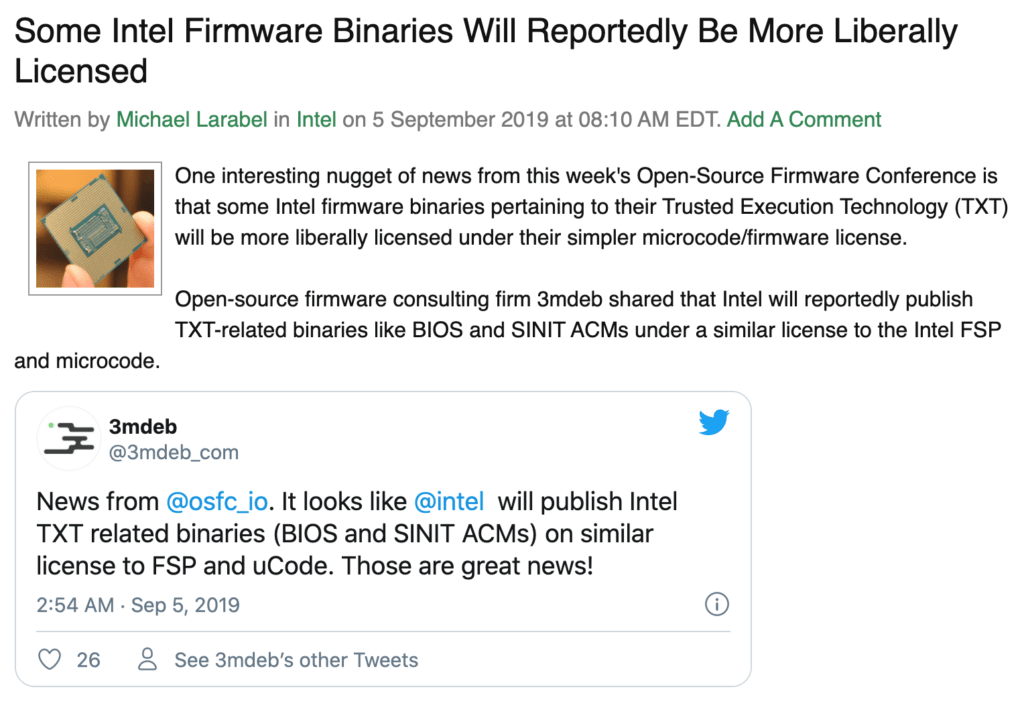 Some Intel Firmware Binaries Will Reportedly Be More Liberally
Licensed
Written by Michael Larabel in Intel on 5 September 2019 at 08:10 AM EDT. Add A Comment
One interesting nugget of news from this week's Open-Source Firmware Conference is
that some Intel firmware binaries pertaining to their Trusted Execution Technology (TXT)
will be more liberally licensed under their simpler microcode/firmware license.
Open-source firmware consulting firm 3mdeb shared that Intel will reportedly publish
TXT-related binaries like BIOS and SINIT ACMs under a similar license to the Intel FSP
and microcode.
3mdeb
@3mdeb_com
News from @osfc_io. It looks like @intel will publish Intel
TXT related binaries (BIOS and SINIT ACMs) on similar
license to FSP and uCode. Those are great news!
2:54 AM · Sep 5, 2019
26 See 3mdeb's other Tweets